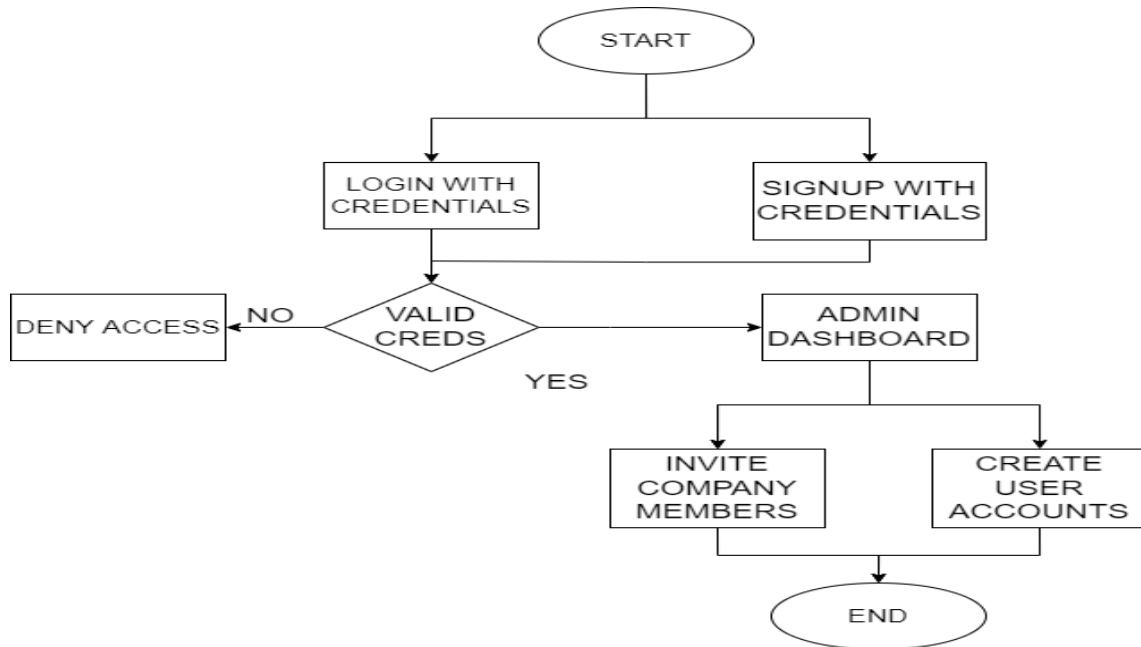 START
LOGIN WITH
CREDENTIALS
SIGNUP WITH
CREDENTIALS
DENY ACCESS
NO
VALID
CREDS
YES
ADMIN
DASHBOARD
INVITE
COMPANY
MEMBERS
CREATE
USER
ACCOUNTS
END